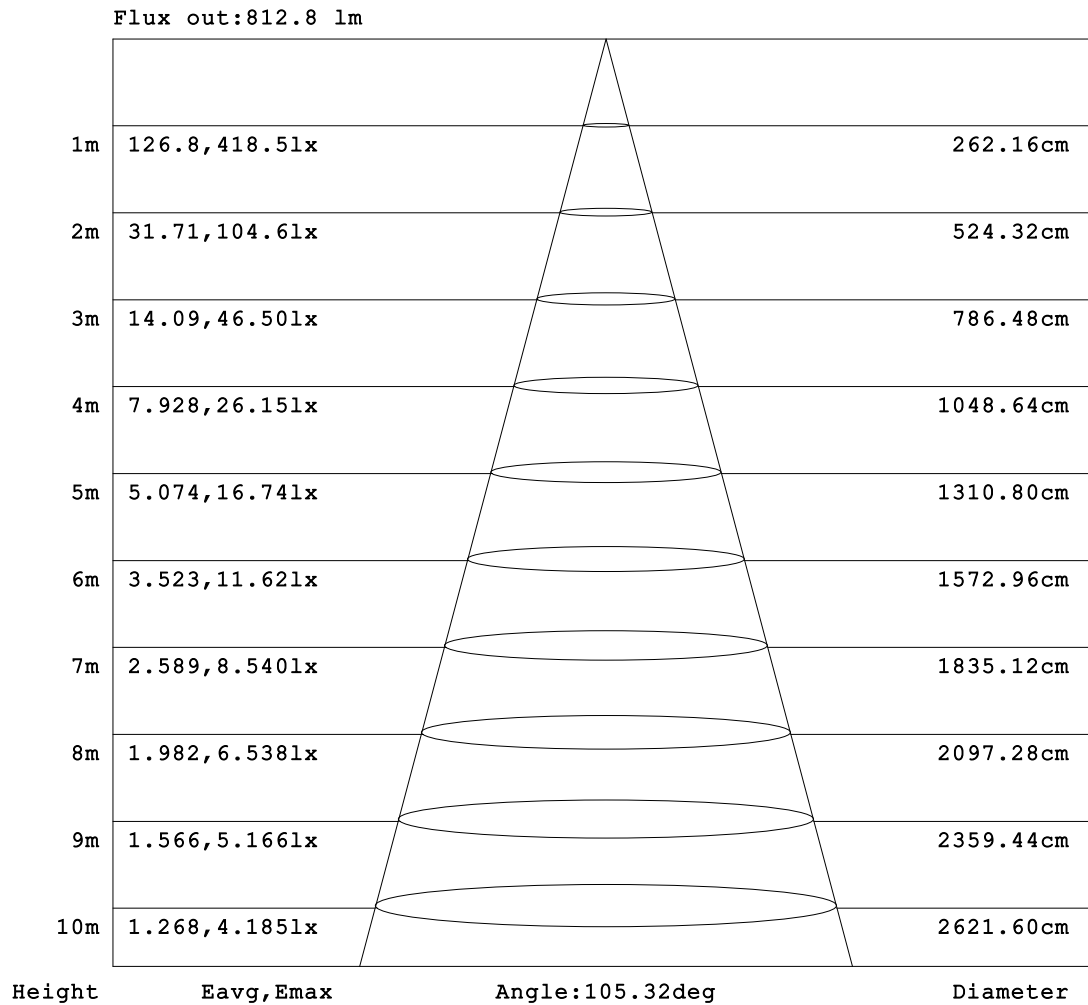 Flux out:812.8 lm
1m 126.8,418.5lx 262.16cm
2m 31.71,104.6lx 524.32cm
3m 14.09,46.50lx 786.48cm
4m 7.928,26.15lx 1048.64cm
5m 5.074,16.74lx 1310.80cm
6m 3.523,11.62lx 1572.96cm
7m 2.589,8.540lx 1835.12cm
8m 1.982,6.538lx 2097.28cm
9m 1.566,5.166lx 2359.44cm
10m 1.268,4.185lx 2621.60cm
Height Eavg,Emax Angle:105.32deg Diameter